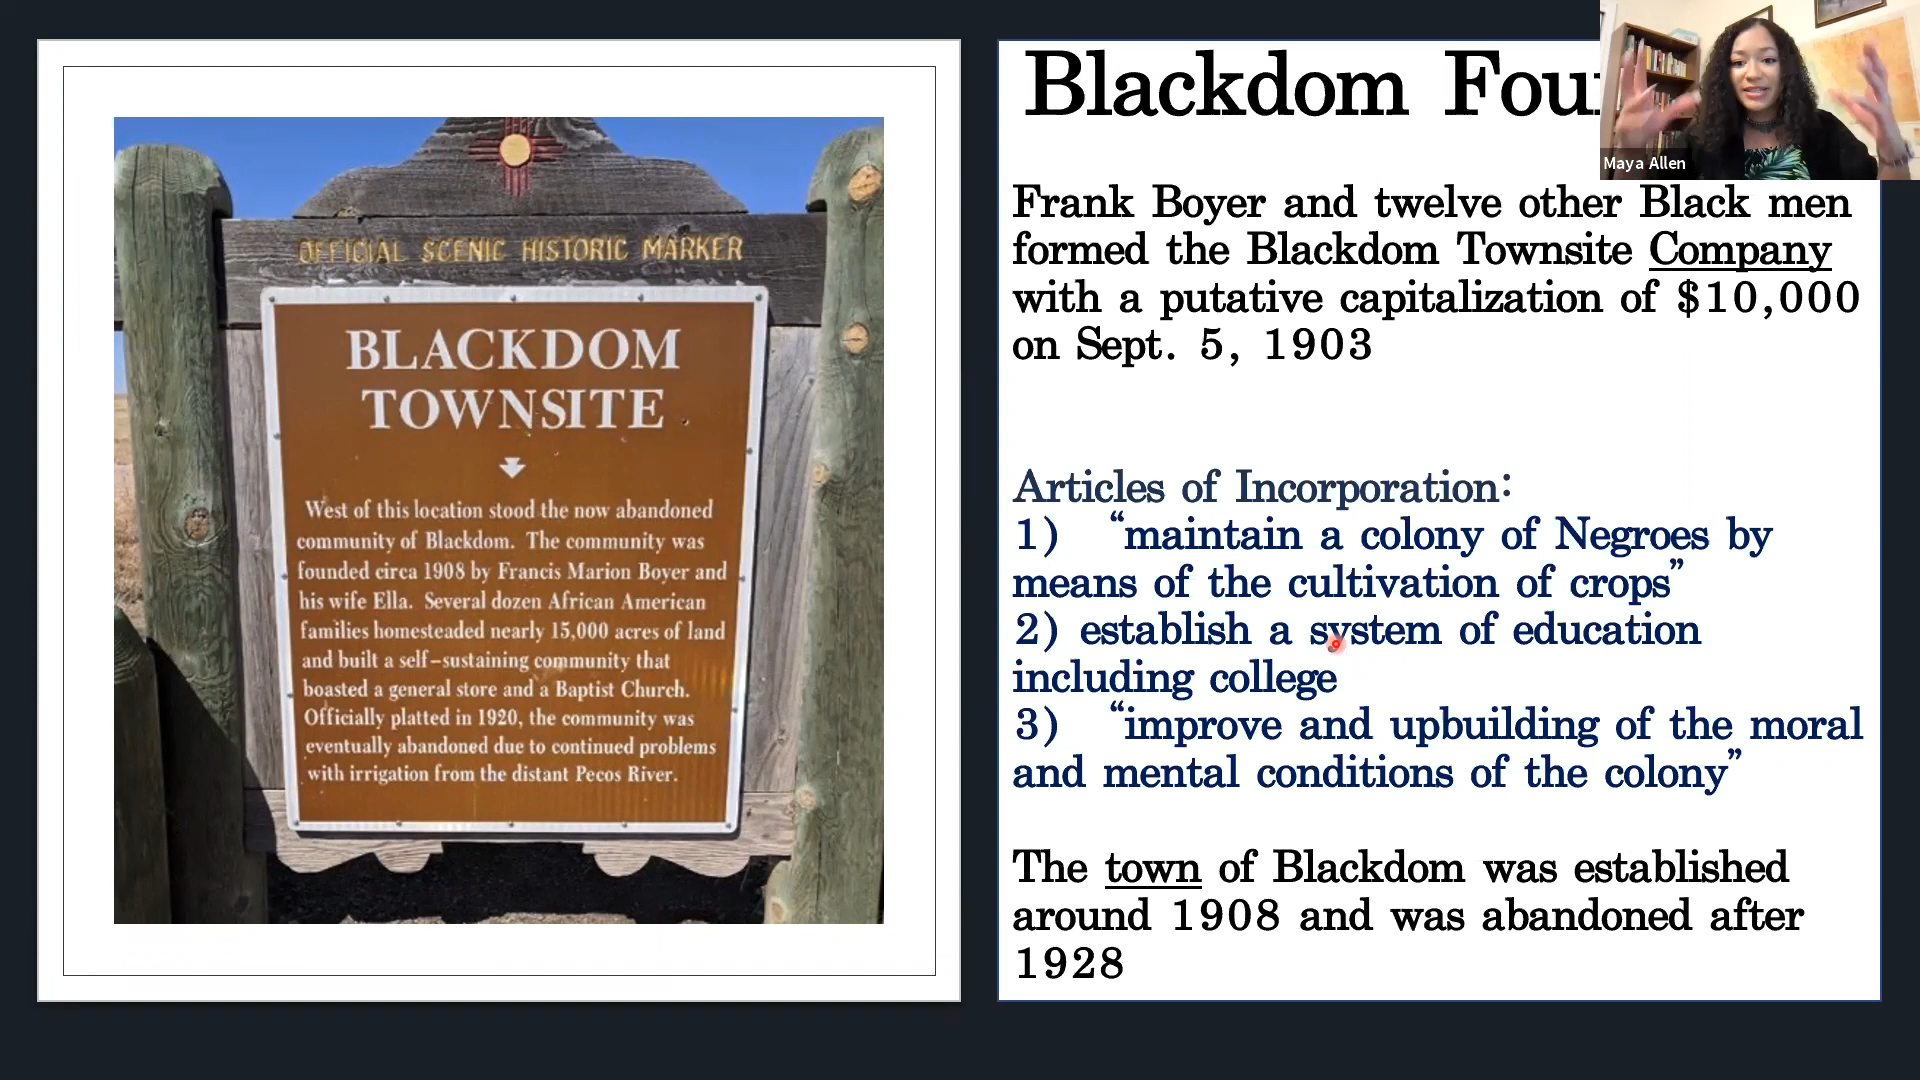 OFFICIAL SCENIC HISTORIC MARKER
BLACKDOM
TOWNSITE
West of this location stood the now abandoned
community of Blackdom. The community was
founded circa 1908 by Francis Marion Boyer and
his wife Ella. Several dozen African American
families homesteaded nearly 15,000 acres of land
and built a self-sustaining community that
boasted a general store and a Baptist Church.
Officially platted in 1920, the community was
eventually abandoned due to continued problems
with irrigation from the distant Pecos River.
Blackdom
Maya Allen
Frank Boyer and twelve other Black men
formed the Blackdom Townsite Company
with a putative capitalization of $10,000
on Sept. 5, 1903
Articles of Incorporation:
1) “maintain a colony of Negroes by
means of the cultivation of crops”
2) establish a system of education
including college
3) “improve and upbuilding of the moral
and mental conditions of the colony”
The town of Blackdom was established
around 1908 and was abandoned after
1928